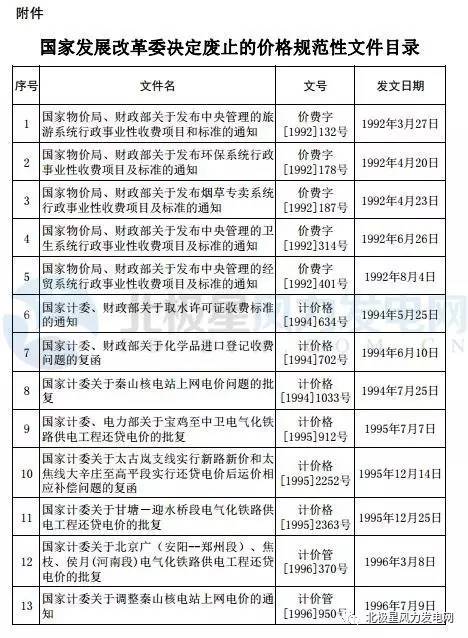 附件
国家发展改革委决定废止的价格规范性文件目录
序号 文件名 文号 发文日期
1 国家物价局、财政部关于发布中央管理的旅 价费字 1992年3月27日
游系统行政事业性收费项目和标准的通知 [1992]132号
2 国家物价局、财政部关于发布环保系统行政 价费字 1992年4月20日
事业性收费项目及标准的通知 [1992]178号
3 国家物价局、财政部关于发布烟草专卖系统 价费字 1992年4月23日
行政事业性收费项目及标准的通知 [1992]187号
4 国家物价局、财政部关于发布中央管理的卫 价费字 1992年6月26日
生系统行政事业性收费项目及标准的通知 [1992]314号
5 国家物价局、财政部关于发布中央管理的经 价费字 1992年8月4日
贸系统行政事业性收费项目及标准的通知 [1992]401号
6 国家计委、财政部关于取水许可证收费标准 计价格 1994年5月25日
的通知 [1994]634号
7 国家计委、财政部关于化学品进口登记收费 计价格 1994年6月10日
问题的复函 [1994]702号
8 国家计委关于秦山核电站上网电价问题的批 计价格 1994年7月25日
复 [1994]1033号
9 国家计委、电力部关于宝鸡至中卫电气化铁 计价格 1995年7月7日
路供电工程还贷电价的批复 [1995]912号
10 国家计委关于太古岚支线实行新路新价和太 计价格 1995年12月14日
焦线大辛庄至高平段实行还贷电价后运价相 [1995]2252号
应补偿问题的复函
11 国家计委关于甘塘－迎水桥段电气化铁路供 计价格 1995年12月25日
电工程还贷电价的批复 [1995]2363号
12 国家计委关于北京广（安阳--郑州段）、焦 计价管 1996年3月8日
枝、侯月(河南段)电气化铁路供电工程还贷 [1996]370号
电价的批复
13 国家计委关于调整秦山核电站上网电价的通 计价管 1996年7月9日
知 [1996]950号
北极星风力发电网
北极星风力发电网